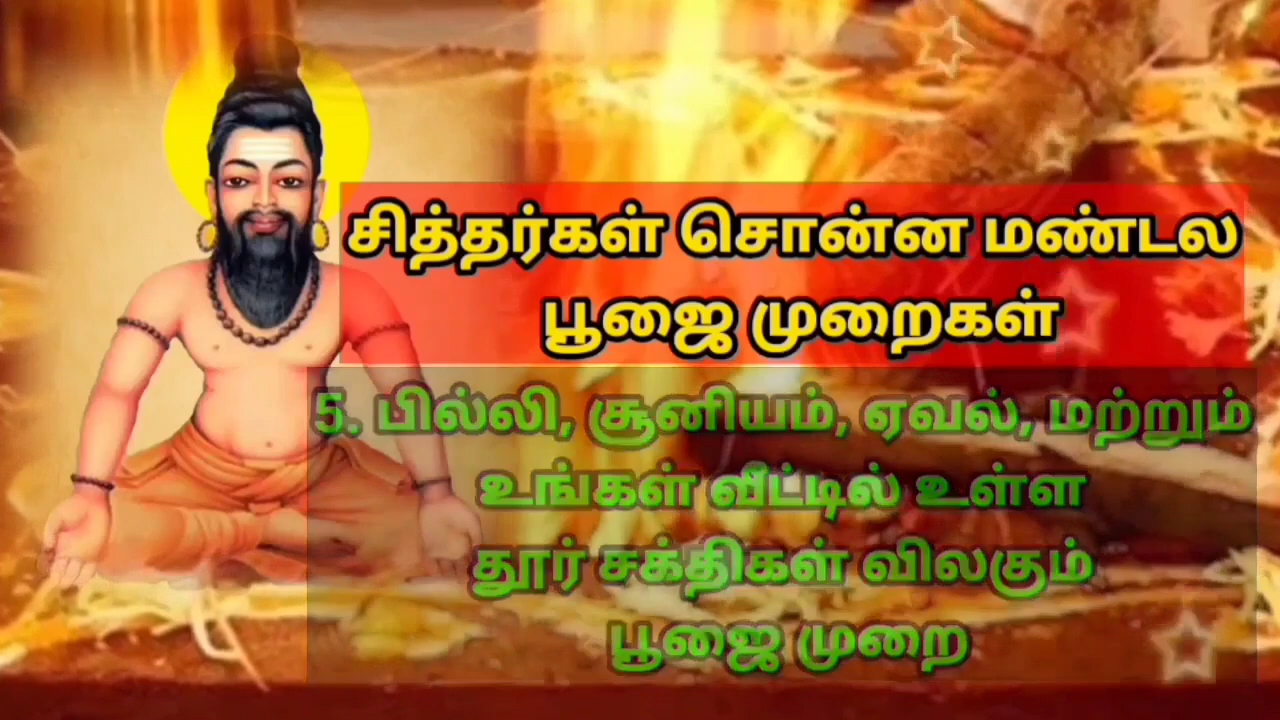 சித்தர்கள் சொன்ன மண்டல
பூஜை முறைகள்
5. பில்லி, சூனியம், ஏவல், மற்றும்
உங்கள் வீட்டில் உள்ள
தூர் சக்திகள் விலகும்
பூஜை முறை